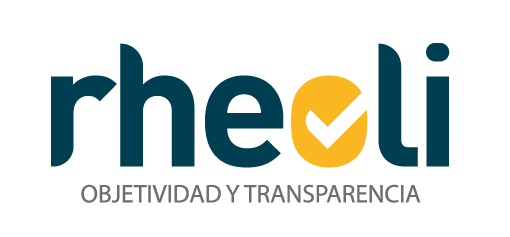 rheoli
OBJETIVIDAD Y TRANSPARENCIA